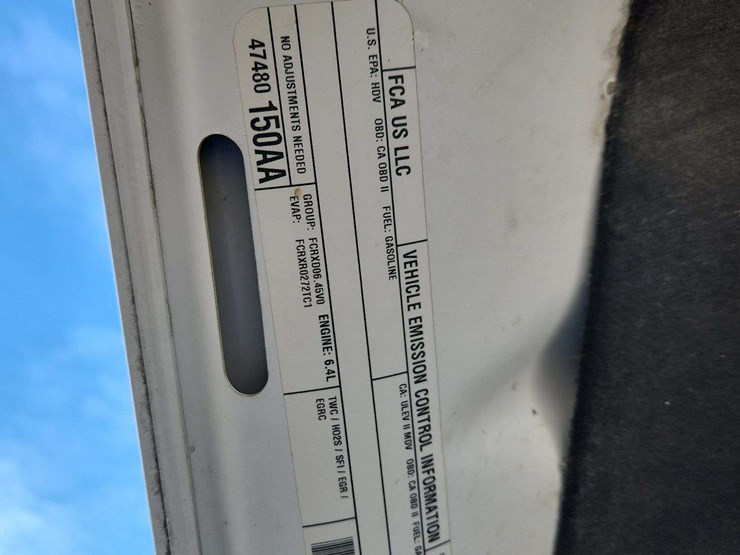 FCA US LLC
VEHICLE EMISSION CONTROL INFORMATION
U.S. EPA: HDV OBD: CA OBD II FUEL: GASOLINE
CA: ULEV II MDV OBD: CA OBD II FUEL: GA
NO ADJUSTMENTS NEEDED
47480 150AA
GROUP: FCRXD06.45V0 ENGINE: 6.4L
EVAP: FCRXR0272TC1
TWC / HO2S / SFI / EGR /
EGRC